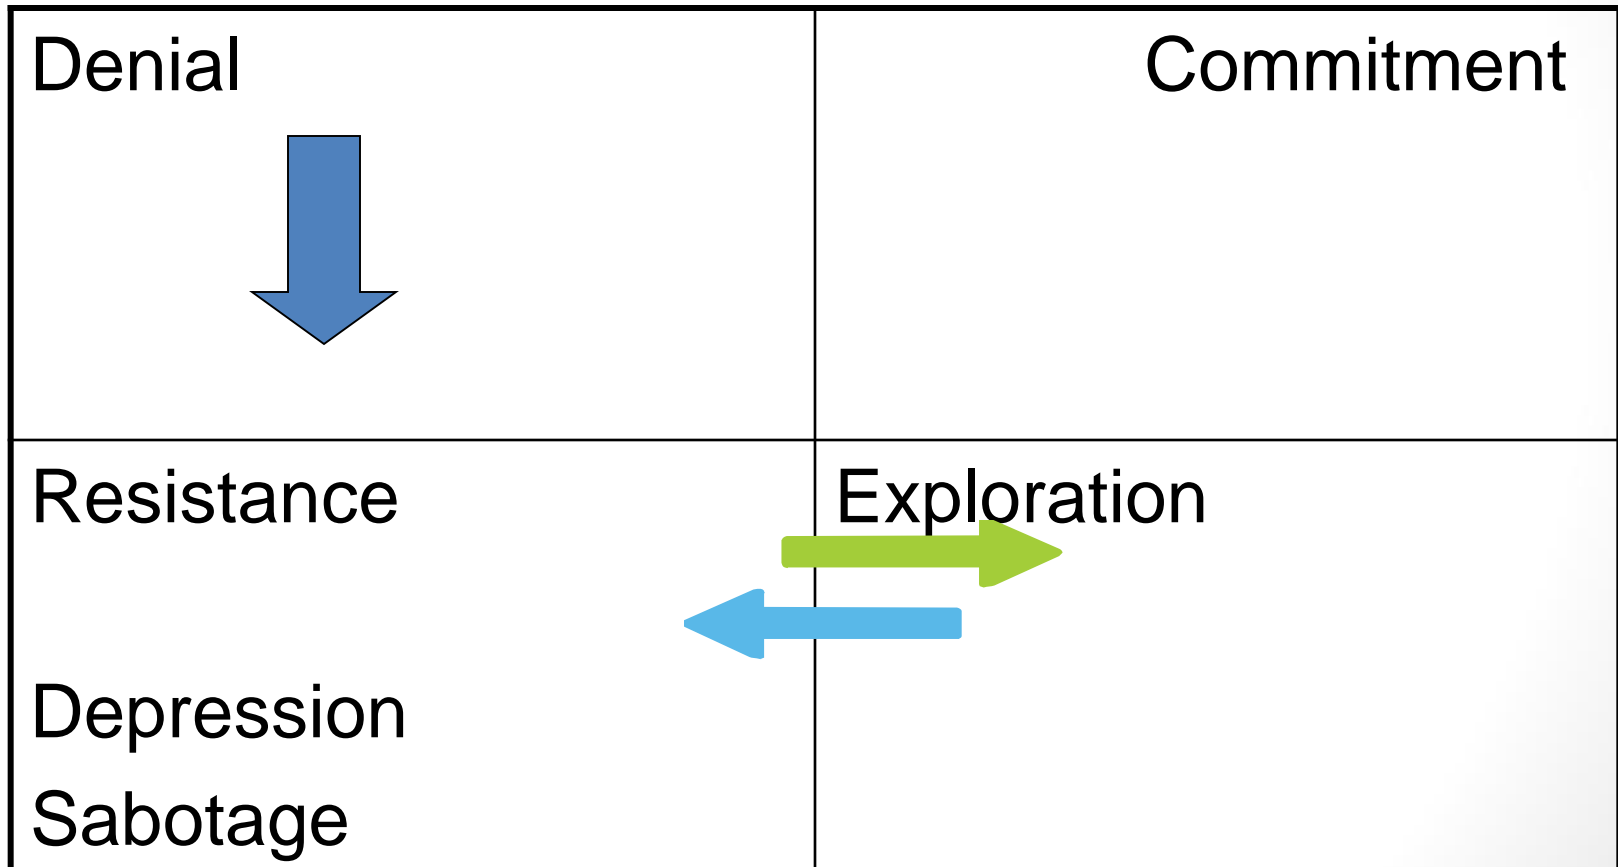 Denial
Commitment
Resistance
Exploration
Depression
Sabotage